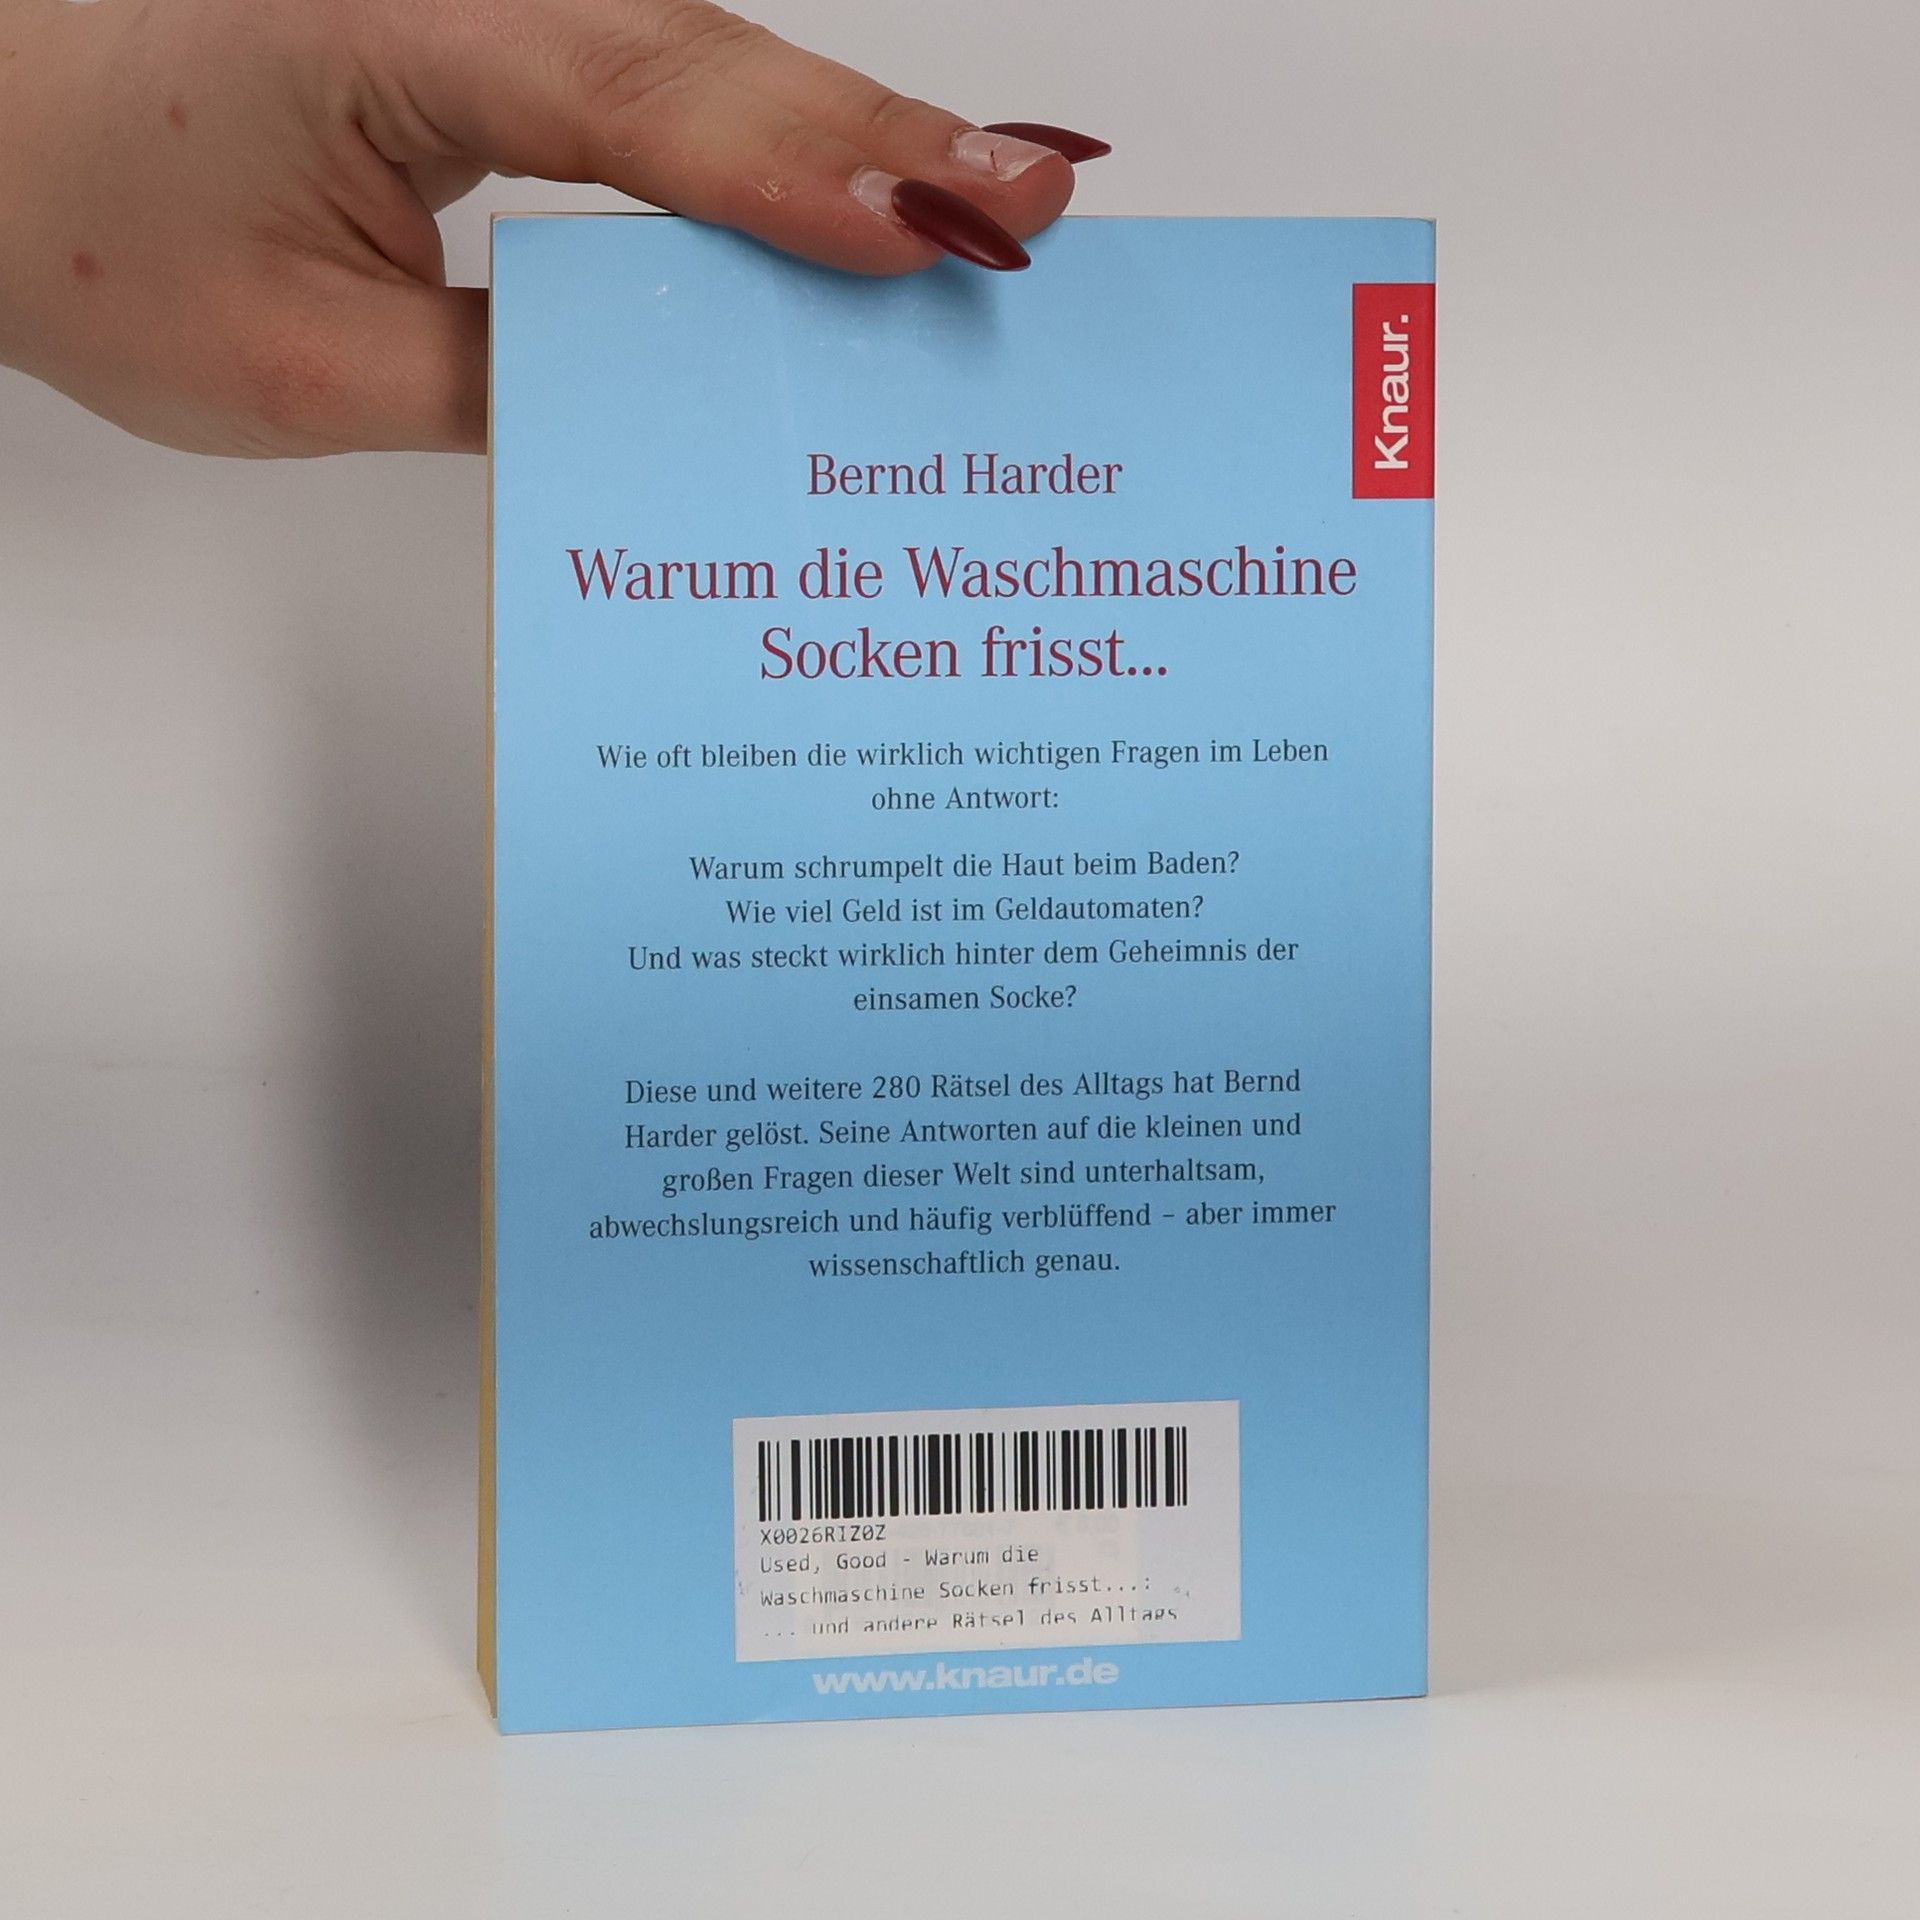 Knaur.
Bernd Harder
Warum die Waschmaschine
Socken frisst...
Wie oft bleiben die wirklich wichtigen Fragen im Leben
ohne Antwort:
Warum schrumpelt die Haut beim Baden?
Wie viel Geld ist im Geldautomaten?
Und was steckt wirklich hinter dem Geheimnis der
einsamen Socke?
Diese und weitere 280 Rätsel des Alltags hat Bernd
Harder gelöst. Seine Antworten auf die kleinen und
großen Fragen dieser Welt sind unterhaltsam,
abwechslungsreich und häufig verblüffend – aber immer
wissenschaftlich genau.
X0026RIZ0Z
Used, Good - Warum die
Waschmaschine Socken frisst...:
... und andere Rätsel des Alltags
www.knaur.de